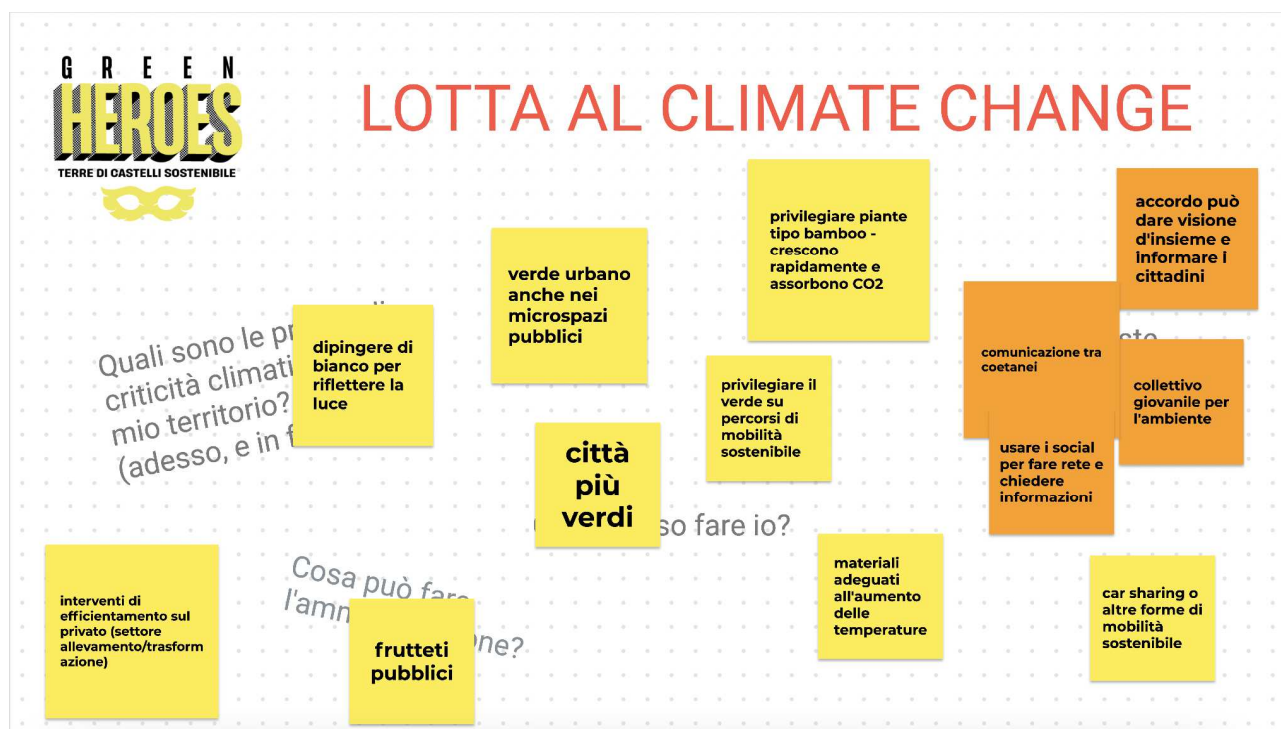 GREEN
HEROES
TERRE DI CASTELLI SOSTENIBILE
LOTTA AL CLIMATE CHANGE
Quali sono le
criticità
mio territorio?
(adesso, e in
dipingere di
bianco per
riflettere la
luce
verde urbano
anche nei
microspazi
pubblici
privilegiare piante
tipo bamboo -
crescono
rapidamente e
assorbono CO2
accordo può
dare visione
d'insieme e
informare i
cittadini
comunicazione tra
coetanei
collettivo
giovanile per
l'ambiente
usare i social
per fare rete e
chiedere
informazioni
privilegiare il
verde su
percorsi di
mobilità
sostenibile
città
più
verdi
fare io?
interventi di
efficientamento sul
privato (settore
allevamento/trasform
azione)
Cosa può fare
frutteti
pubblici
materiali
adeguati
all'aumento
delle
temperature
car sharing o
altre forme di
mobilità
sostenibile